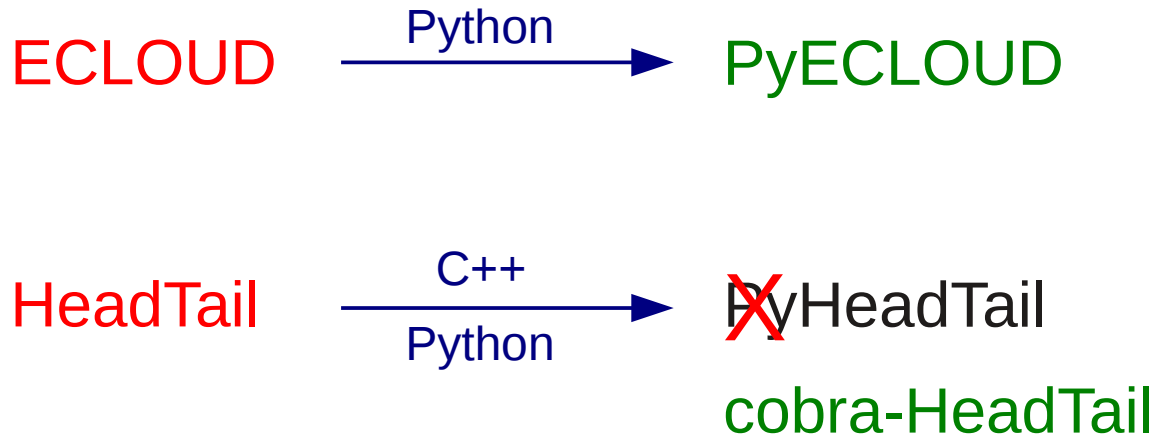 ECLOUD Python PyECLOUD
HeadTail C++ PyHeadTail
Python
X
cobra-HeadTail